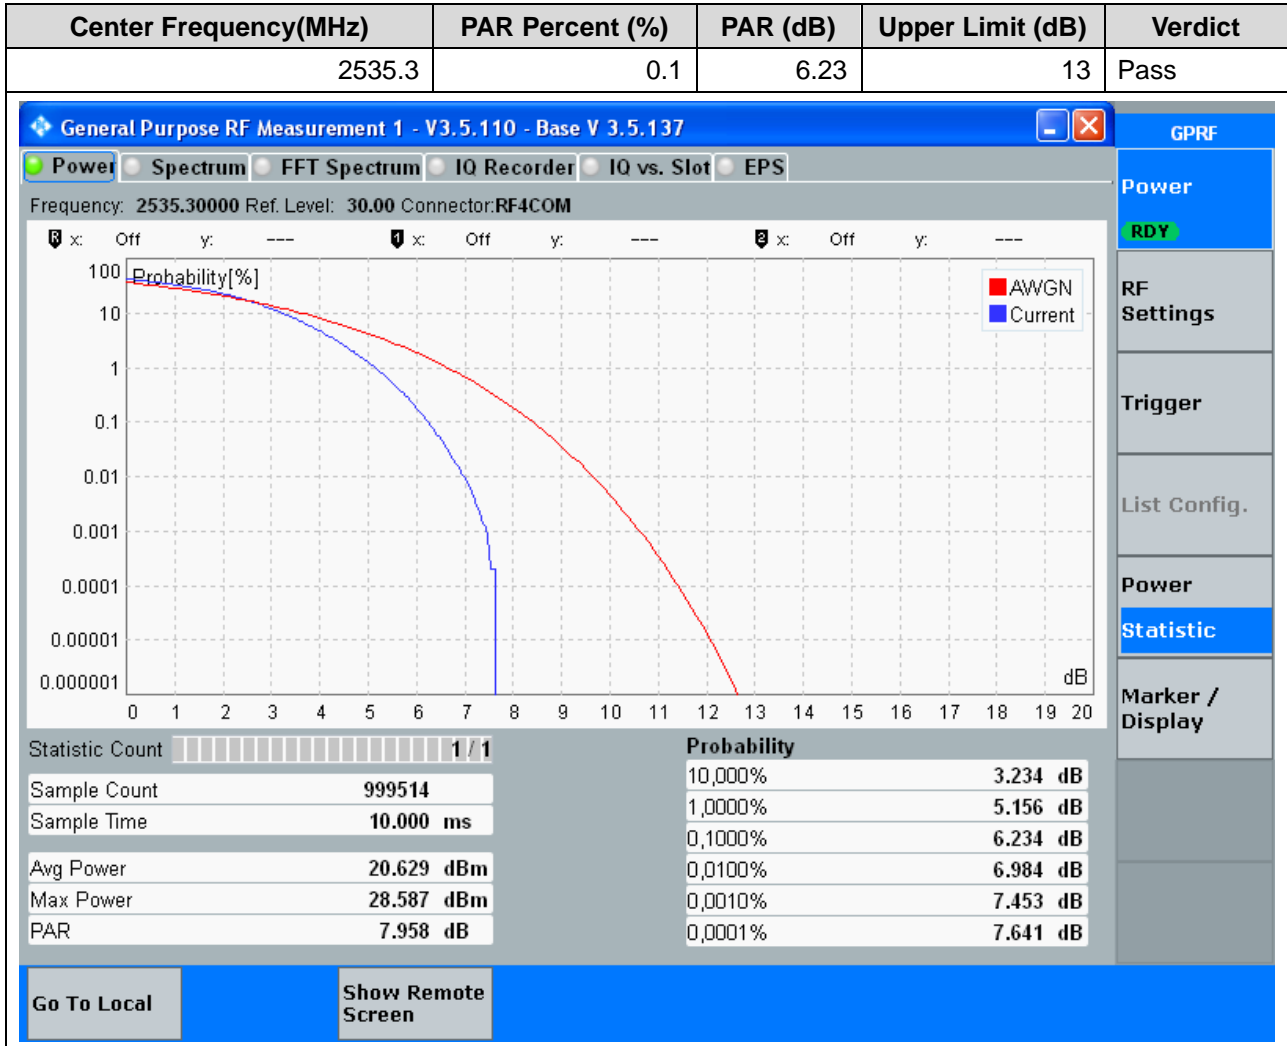 Center Frequency(MHz) PAR Percent (%) PAR (dB) Upper Limit (dB) Verdict
2535.3 0.1 6.23 13 Pass
General Purpose RF Measurement 1 - V3.5.110 - Base V 3.5.137
GPRF
Power Spectrum FFT Spectrum IQ Recorder IQ vs. Slot EPS
Power
RDY
Frequency: 2535.30000 Ref. Level: 30.00 Connector:RF4COM
R x: Off y: --- 1 x: Off y: --- 2 x: Off y: ---
Probability[%]
AWGN
Current
100
10
1
0.1
0.01
0.001
0.0001
0.00001
0.000001
dB
0 1 2 3 4 5 6 7 8 9 10 11 12 13 14 15 16 17 18 19 20
RF
Settings
Trigger
List Config.
Power
Statistic
Marker /
Display
Statistic Count 1 / 1
Sample Count 999514
Sample Time 10.000 ms
Avg Power 20.629 dBm
Max Power 28.587 dBm
PAR 7.958 dB
Probability
10,000% 3.234 dB
1,0000% 5.156 dB
0,1000% 6.234 dB
0,0100% 6.984 dB
0,0010% 7.453 dB
0,0001% 7.641 dB
Go To Local
Show Remote
Screen